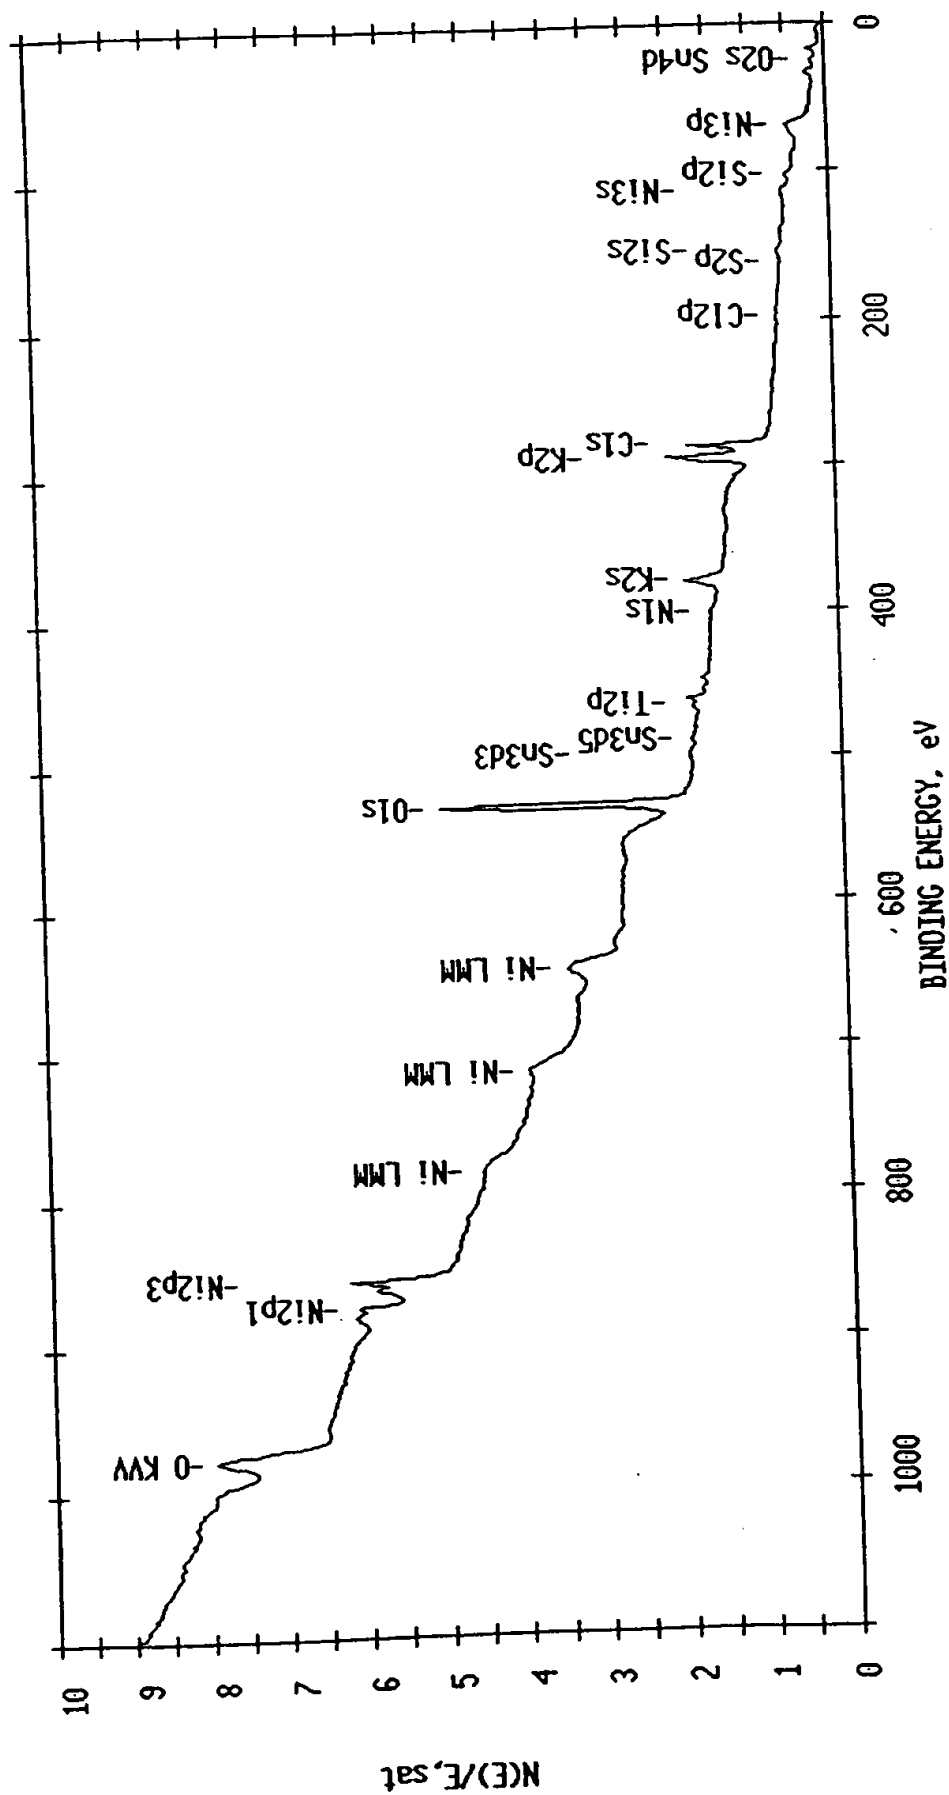 N(E)/E,sat
10
9
8
7
6
5
4
3
2
1
0
-O KVV
-Ni2p1
-Ni2p3
-Ni LMM
-Ni LMM
-Ni LMM
-O1s
-Sn3d3
-Sn3d5
-Ti2p
-N1s
-K2s
-K2p
-C1s
-Cl2p
-S2p
-Si2s
-Ni3s
-Si2p
-Ni3p
-O2s Sn4d
1000
800
600
400
200
0
BINDING ENERGY, eV